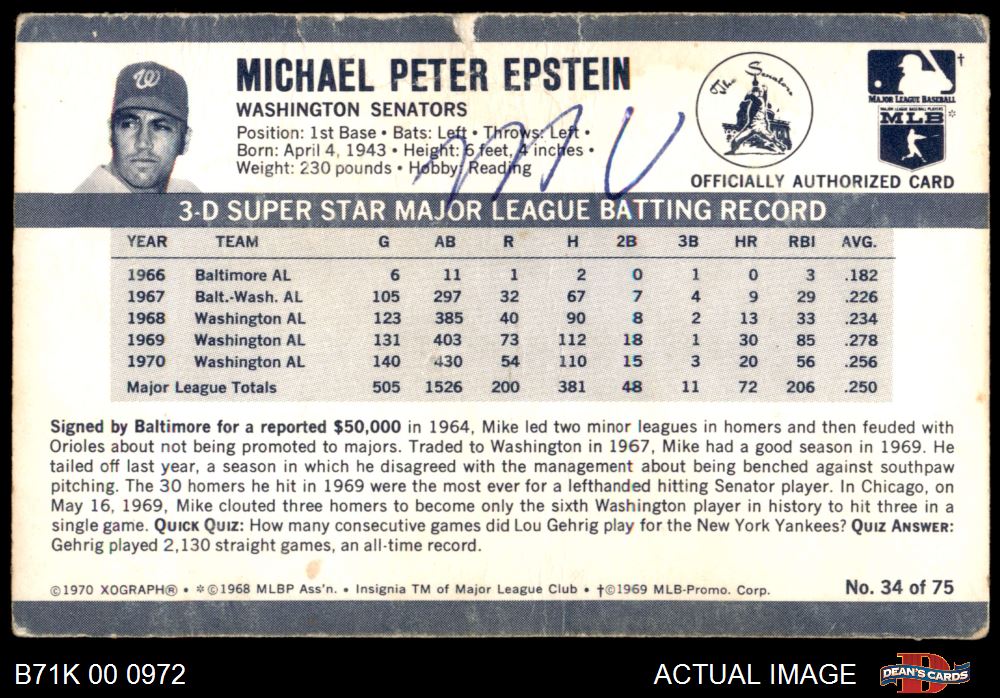 MICHAEL PETER EPSTEIN
WASHINGTON SENATORS
Position: 1st Base • Bats: Left • Throws: Left •
Born: April 4, 1943 • Height: 6 feet, 4 inches •
Weight: 230 pounds • Hobby: Reading
W
The Senators
†
MAJOR LEAGUE BASEBALL
MAJOR LEAGUE BASEBALL PLAYERS
MLB *
OFFICIALLY AUTHORIZED CARD
3-D SUPER STAR MAJOR LEAGUE BATTING RECORD
YEAR TEAM G AB R H 2B 3B HR RBI AVG.
1966 Baltimore AL 6 11 1 2 0 1 0 3 .182
1967 Balt.-Wash. AL 105 297 32 67 7 4 9 29 .226
1968 Washington AL 123 385 40 90 8 2 13 33 .234
1969 Washington AL 131 403 73 112 18 1 30 85 .278
1970 Washington AL 140 430 54 110 15 3 20 56 .256
Major League Totals 505 1526 200 381 48 11 72 206 .250
Signed by Baltimore for a reported $50,000 in 1964, Mike led two minor leagues in homers and then feuded with
Orioles about not being promoted to majors. Traded to Washington in 1967, Mike had a good season in 1969. He
tailed off last year, a season in which he disagreed with the management about being benched against southpaw
pitching. The 30 homers he hit in 1969 were the most ever for a lefthanded hitting Senator player. In Chicago, on
May 16, 1969, Mike clouted three homers to become only the sixth Washington player in history to hit three in a
single game. QUICK QUIZ: How many consecutive games did Lou Gehrig play for the New York Yankees? QUIZ ANSWER:
Gehrig played 2,130 straight games, an all-time record.
©1970 XOGRAPH® • *©1968 MLBP Ass'n. • Insignia TM of Major League Club • †©1969 MLB-Promo. Corp.
No. 34 of 75
B71K 00 0972
ACTUAL IMAGE
DEAN'S CARDS